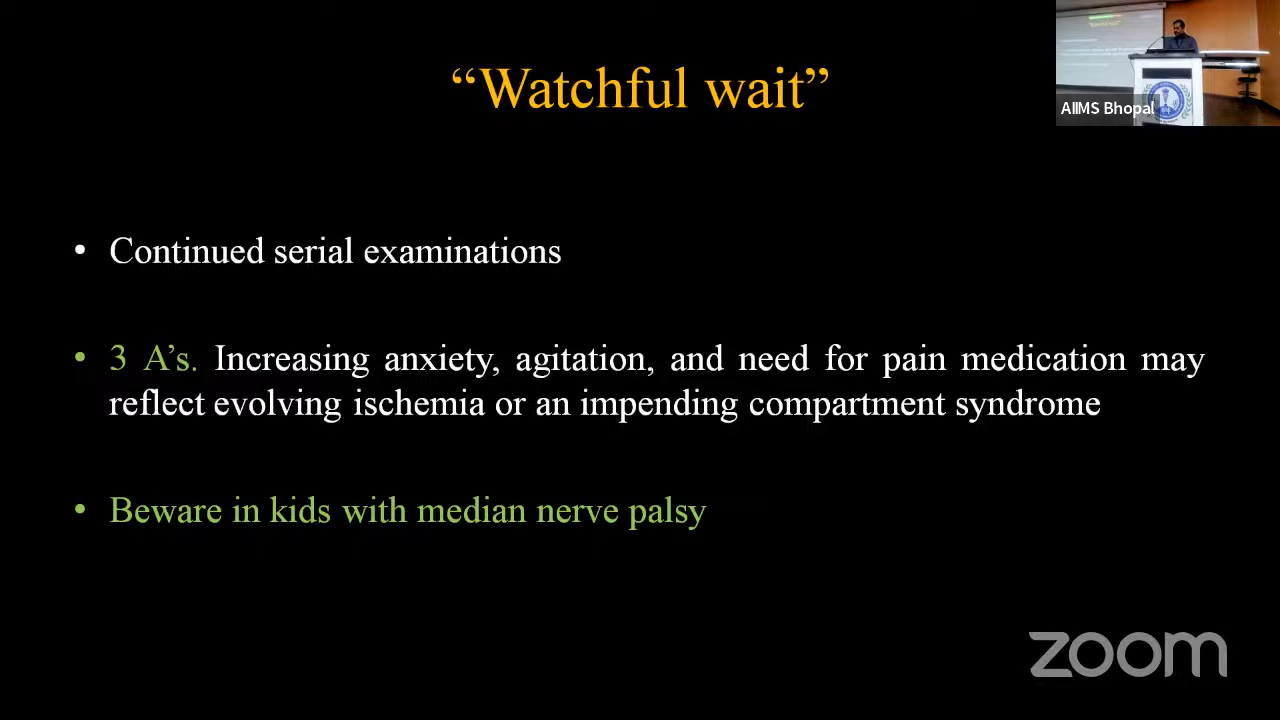 “Watchful wait”
AIIMS Bhopal
• Continued serial examinations
• 3 A’s. Increasing anxiety, agitation, and need for pain medication may
reflect evolving ischemia or an impending compartment syndrome
• Beware in kids with median nerve palsy
zoom